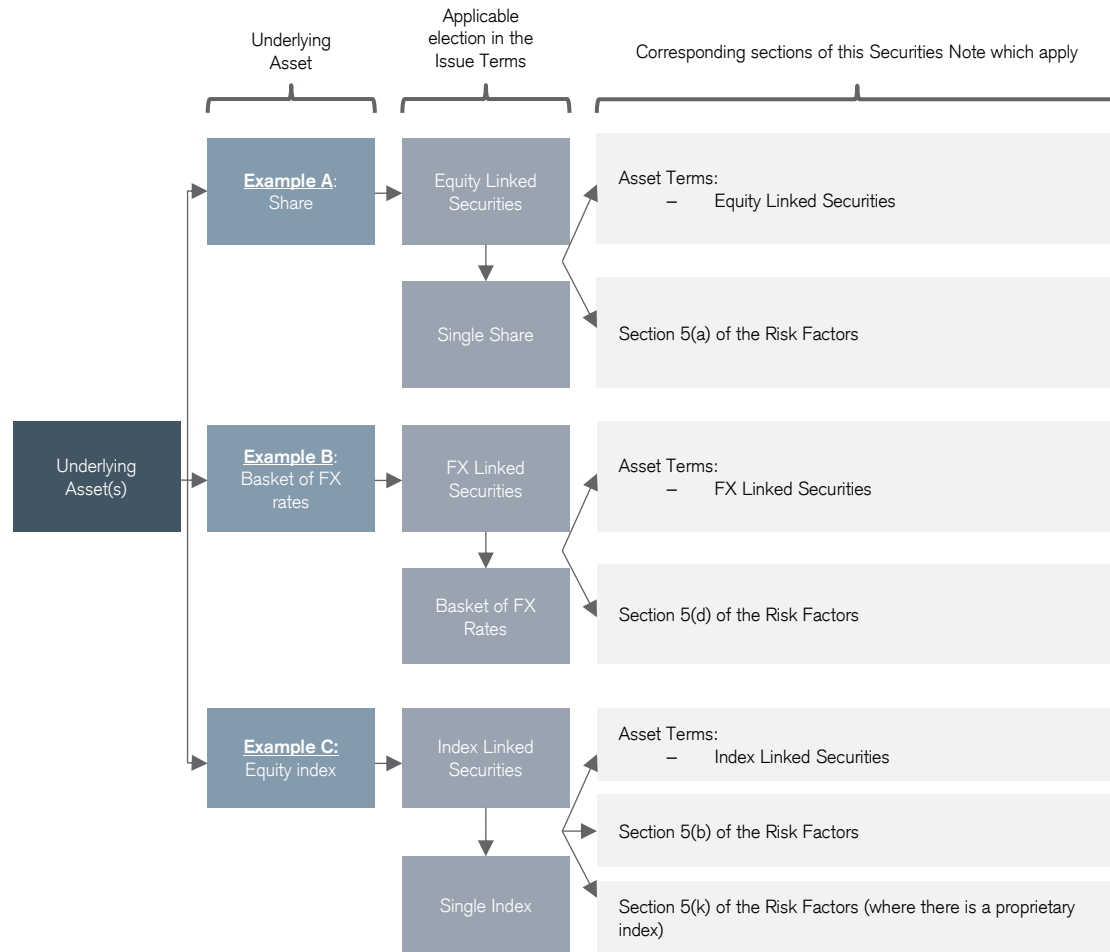 Underlying
Asset
Applicable
election in the
Issue Terms
Corresponding sections of this Securities Note which apply
Underlying
Asset(s)
Example A:
Share
Equity Linked
Securities
Single Share
Asset Terms:
– Equity Linked Securities
Section 5(a) of the Risk Factors
Example B:
Basket of FX
rates
FX Linked
Securities
Basket of FX
Rates
Asset Terms:
– FX Linked Securities
Section 5(d) of the Risk Factors
Example C:
Equity index
Index Linked
Securities
Single Index
Asset Terms:
– Index Linked Securities
Section 5(b) of the Risk Factors
Section 5(k) of the Risk Factors (where there is a proprietary
index)